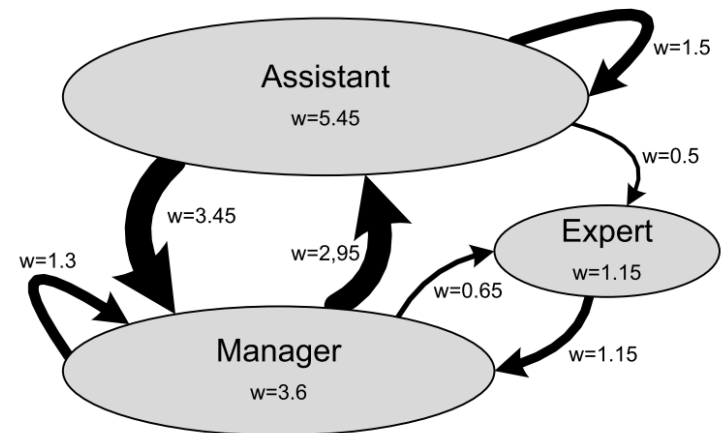 w=1.5
Assistant
w=5.45
w=0.5
w=3.45
Expert
w=1.3
w=2,95
w=1.15
w=0.65
Manager
w=1.15
w=3.6